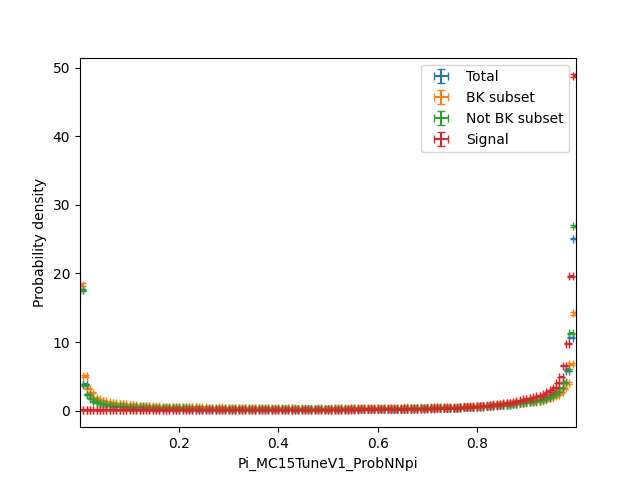 50
40
30
20
10
0
Probability density
Total
BK subset
Not BK subset
Signal
0.2 0.4 0.6 0.8
Pi_MC15TuneV1_ProbNNpi